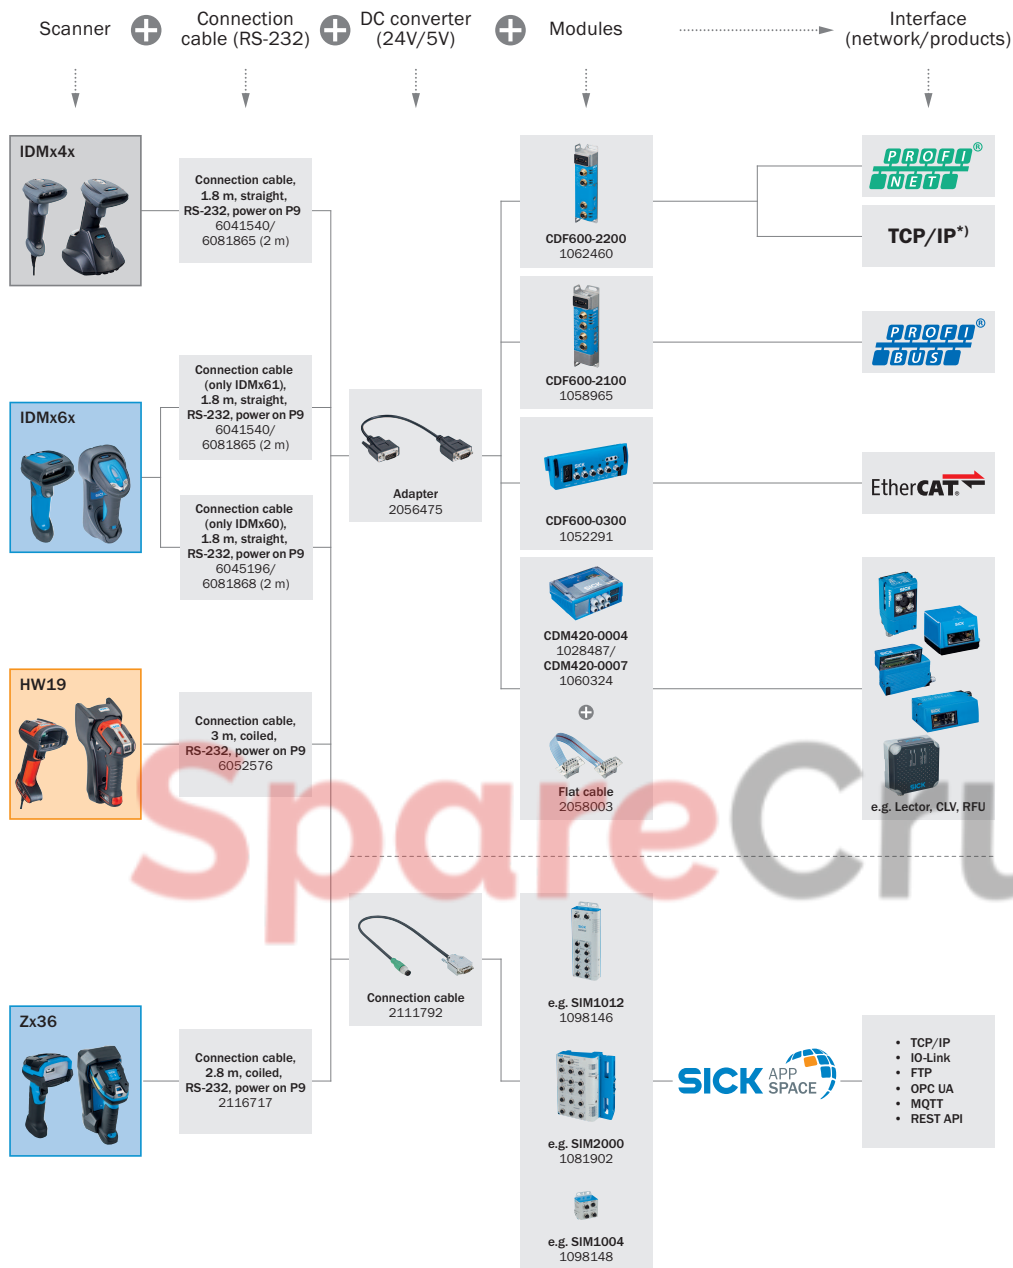 Scanner
Connection
cable (RS-232)
DC converter
(24V/5V)
Modules
Interface
(network/products)
IDMx4x
Connection cable,
1.8 m, straight,
RS-232, power on P9
6041540/
6081865 (2 m)
CDF600-2200
1062460
PROFI
NET®
TCP/IP*)
CDF600-2100
1058965
PROFI
BUS®
IDMx6x
Connection cable
(only IDMx61),
1.8 m, straight,
RS-232, power on P9
6041540/
6081865 (2 m)
Connection cable
(only IDMx60),
1.8 m, straight,
RS-232, power on P9
6045196/
6081868 (2 m)
Adapter
2056475
SICK
CDF600-0300
1052291
EtherCAT®
SICK
CDM420-0004
1028487/
CDM420-0007
1060324
Flat cable
2058003
SICK
SICK
SICK
e.g. Lector, CLV, RFU
HW19
Connection cable,
3 m, coiled,
RS-232, power on P9
6052576
SpareCru
Connection cable
2111792
SICK
e.g. SIM1012
1098146
Zx36
Connection cable,
2.8 m, coiled,
RS-232, power on P9
2116717
e.g. SIM2000
1081902
e.g. SIM1004
1098148
SICK APP
SPACE
• TCP/IP
• IO-Link
• FTP
• OPC UA
• MQTT
• REST API